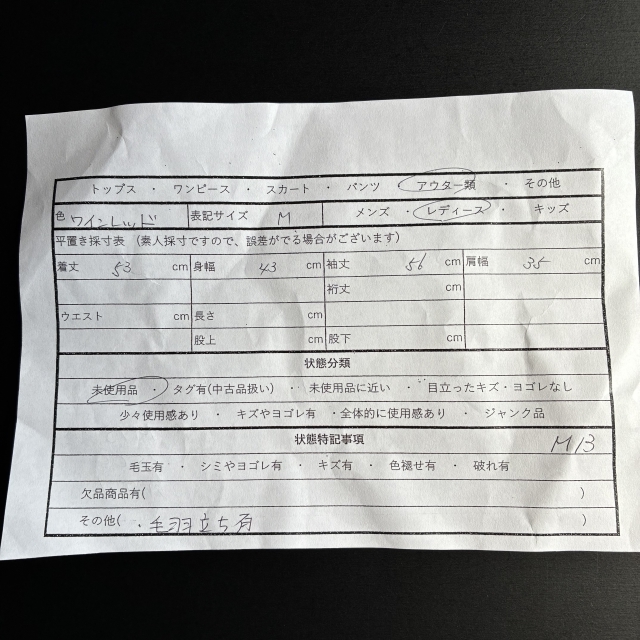 トップス ・ ワンピース ・ スカート ・ パンツ ・ アウター類 ・ その他
色 ワインレッド 表記サイズ M メンズ ・ レディース ・ キッズ
平置き採寸表 (素人採寸ですので、誤差がでる場合がございます)
着丈 53 cm 身幅 43 cm 袖丈 56 cm 肩幅 35 cm
裄丈 cm
ウエスト cm 長さ cm
股上 cm 股下 cm
状態分類
未使用品 ・ タグ有(中古品扱い) ・ 未使用品に近い ・ 目立ったキズ・ヨゴレなし
少々使用感あり ・ キズやヨゴレ有 ・全体的に使用感あり ・ ジャンク品
状態特記事項 M13
毛玉有 ・ シミやヨゴレ有 ・ キズ有 ・ 色褪せ有 ・ 破れ有
欠品商品有( )
その他( ・毛羽立ち有 )